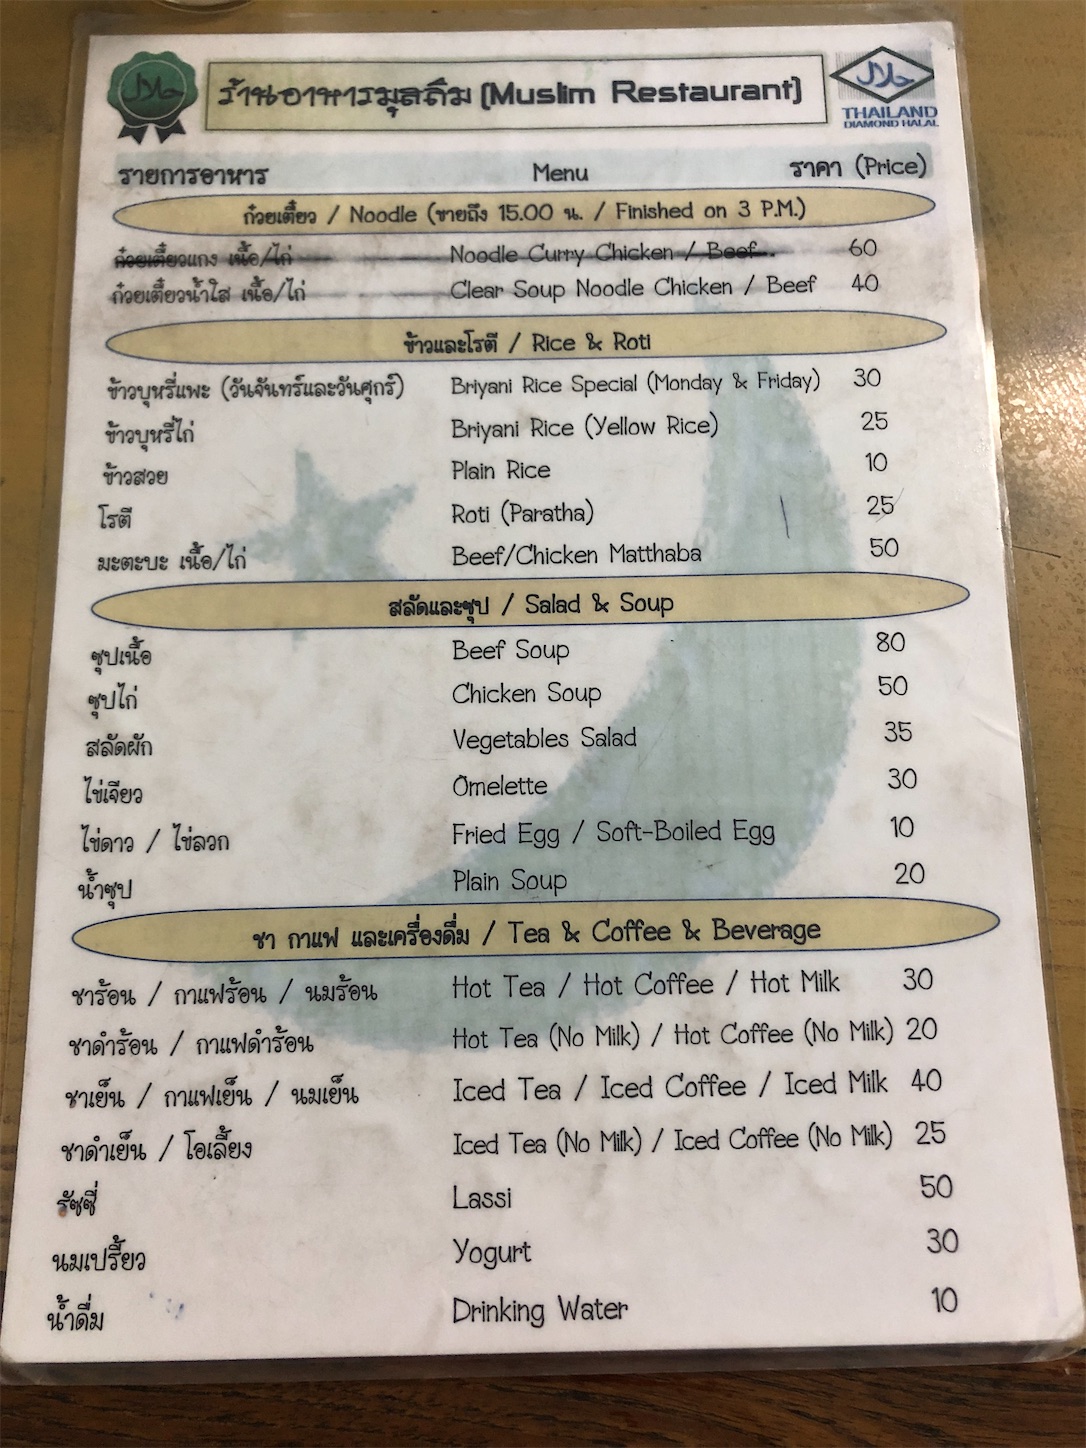 حلال
ร้านอาหารมุสลิม (Muslim Restaurant)
حلال
THAILAND
DIAMOND HALAL
รายการอาหาร Menu ราคา (Price)
ก๋วยเตี๋ยว / Noodle (ขายถึง 15.00 น. / Finished on 3 P.M.)
ก๋วยเตี๋ยวแกง เนื้อ/ไก่ Noodle Curry Chicken / Beef 60
ก๋วยเตี๋ยวน้ำใส เนื้อ/ไก่ Clear Soup Noodle Chicken / Beef 40
ข้าวและโรตี / Rice & Roti
ข้าวบุหรี่แพะ (วันจันทร์และวันศุกร์) Briyani Rice Special (Monday & Friday) 30
ข้าวบุหรี่ไก่ Briyani Rice (Yellow Rice) 25
ข้าวสวย Plain Rice 10
โรตี Roti (Paratha) 25
มะตะบะ เนื้อ/ไก่ Beef/Chicken Matthaba 50
สลัดและซุป / Salad & Soup
ซุปเนื้อ Beef Soup 80
ซุปไก่ Chicken Soup 50
สลัดผัก Vegetables Salad 35
ไข่เจียว Omelette 30
ไข่ดาว / ไข่ลวก Fried Egg / Soft-Boiled Egg 10
น้ำซุป Plain Soup 20
ชา กาแฟ และเครื่องดื่ม / Tea & Coffee & Beverage
ชาร้อน / กาแฟร้อน / นมร้อน Hot Tea / Hot Coffee / Hot Milk 30
ชาดำร้อน / กาแฟดำร้อน Hot Tea (No Milk) / Hot Coffee (No Milk) 20
ชาเย็น / กาแฟเย็น / นมเย็น Iced Tea / Iced Coffee / Iced Milk 40
ชาดำเย็น / โอเลี้ยง Iced Tea (No Milk) / Iced Coffee (No Milk) 25
รัซซี่ Lassi 50
นมเปรี้ยว Yogurt 30
น้ำดื่ม Drinking Water 10